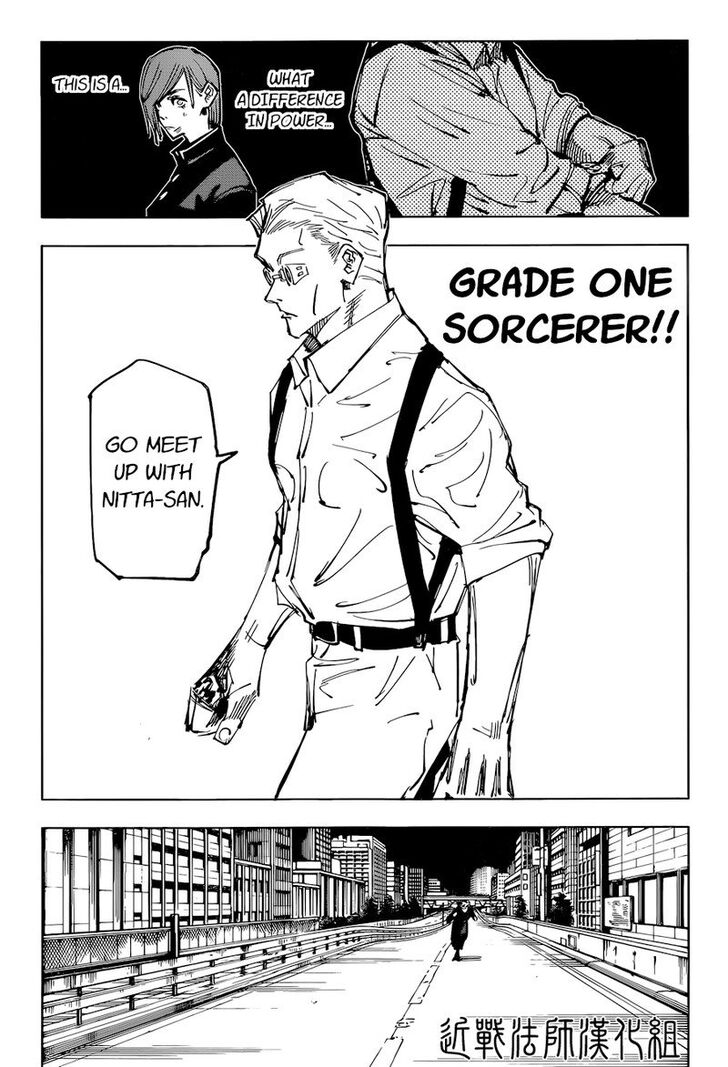 THIS IS A...
WHAT
A DIFFERENCE
IN POWER...
GRADE ONE
SORCERER!!
GO MEET
UP WITH
NITTA-SAN.
近戰法師漢化組